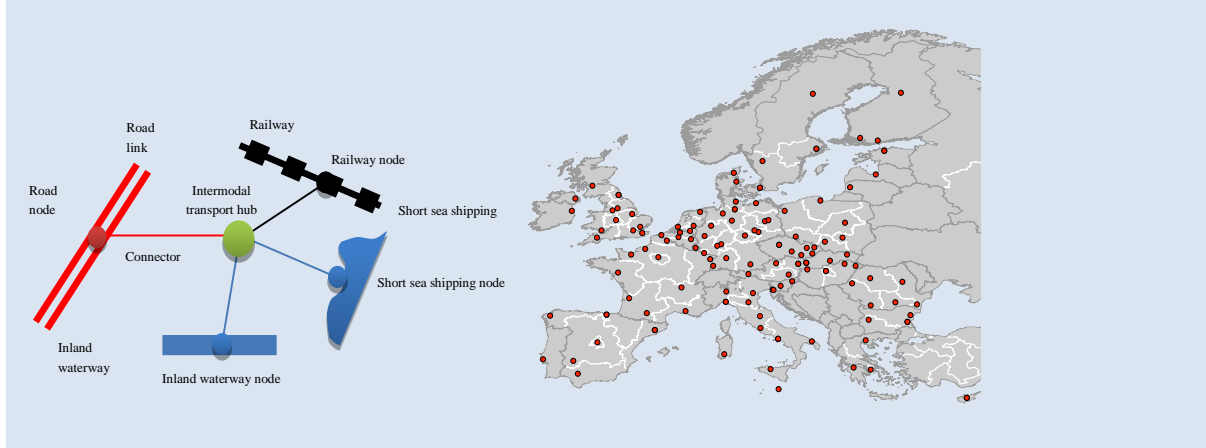 Road
link
Railway
Railway node
Road
node
Intermodal
transport hub
Short sea shipping
Connector
Short sea shipping node
Inland
waterway
Inland waterway node